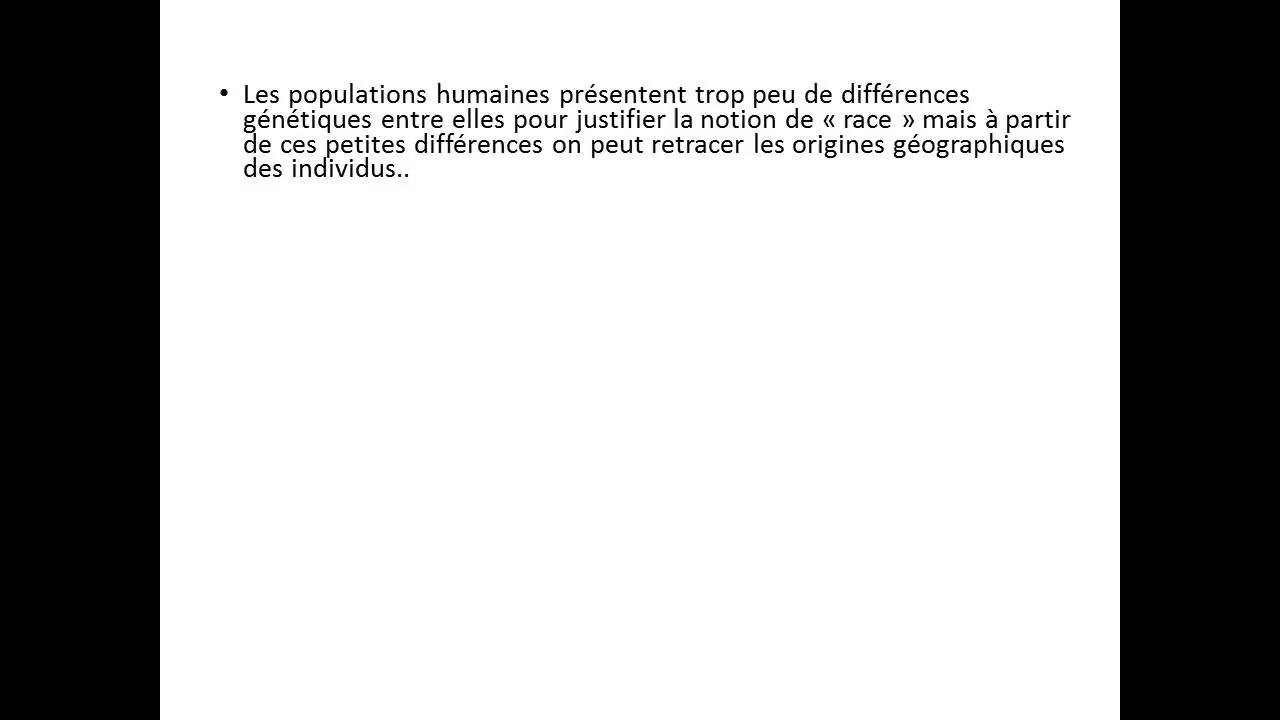 • Les populations humaines présentent trop peu de différences
génétiques entre elles pour justifier la notion de « race » mais à partir
de ces petites différences on peut retracer les origines géographiques
des individus..